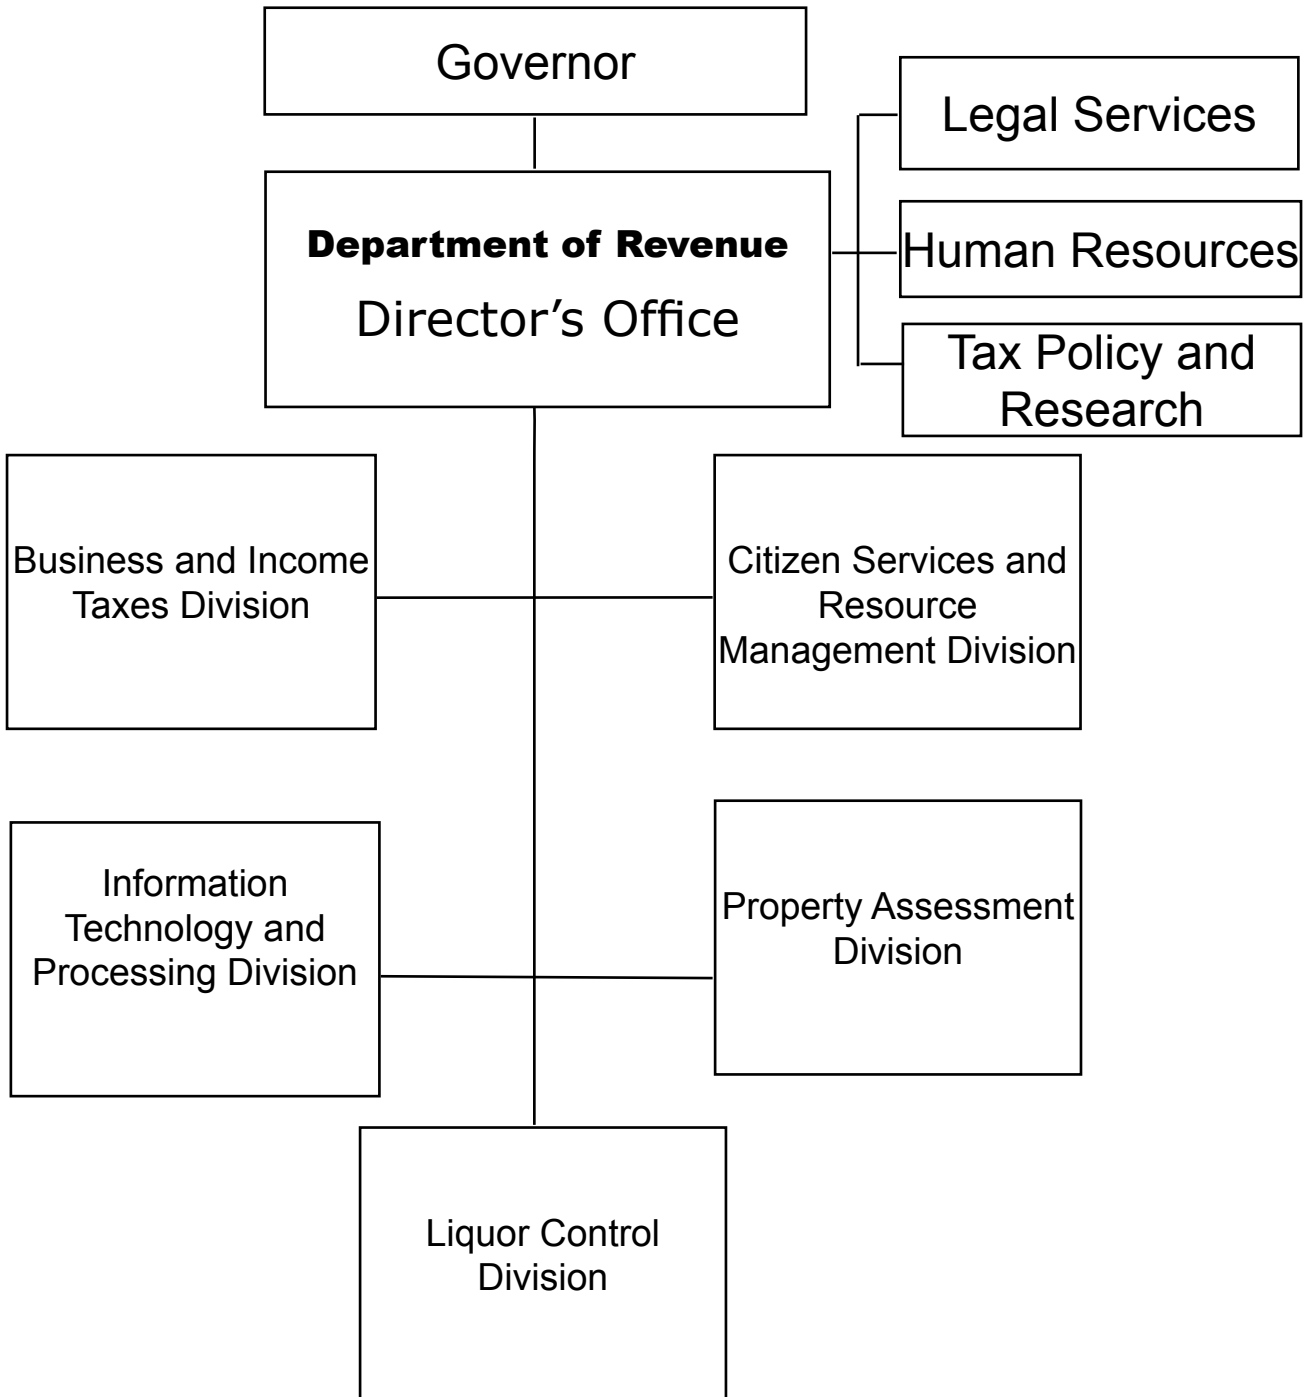 Governor
Legal Services
Department of Revenue
Director’s Office
Human Resources
Tax Policy and
Research
Business and Income
Taxes Division
Citizen Services and
Resource
Management Division
Information
Technology and
Processing Division
Property Assessment
Division
Liquor Control
Division